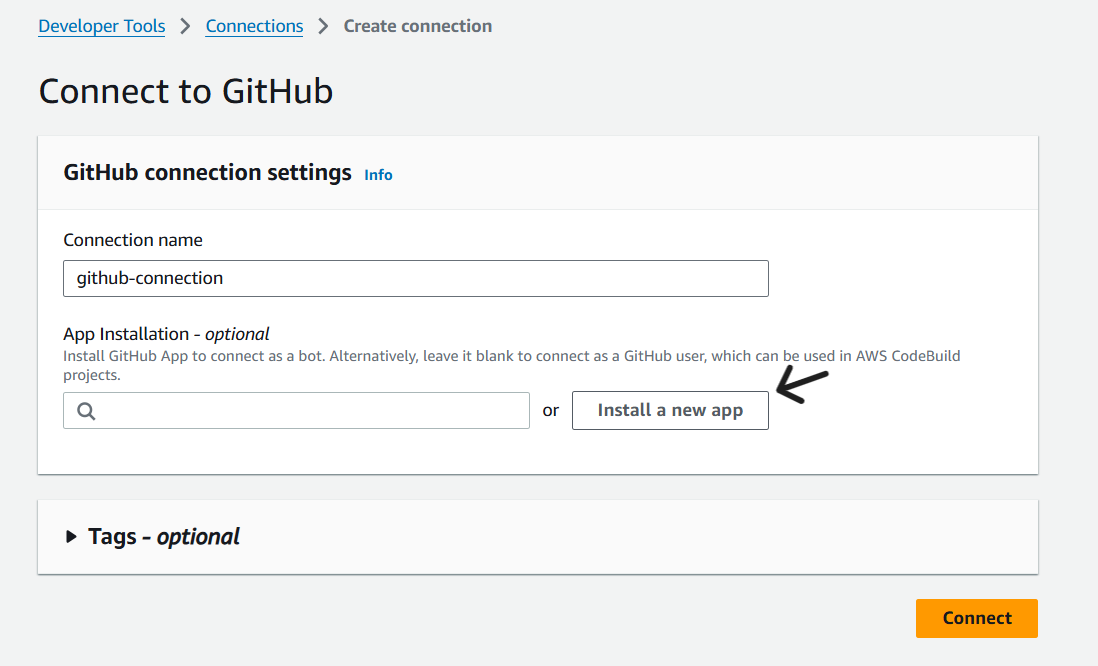 Developer Tools > Connections > Create connection
Connect to GitHub
GitHub connection settings Info
Connection name
github-connection
App Installation - optional
Install GitHub App to connect as a bot. Alternatively, leave it blank to connect as a GitHub user, which can be used in AWS CodeBuild
projects.
or Install a new app
Tags - optional
Connect